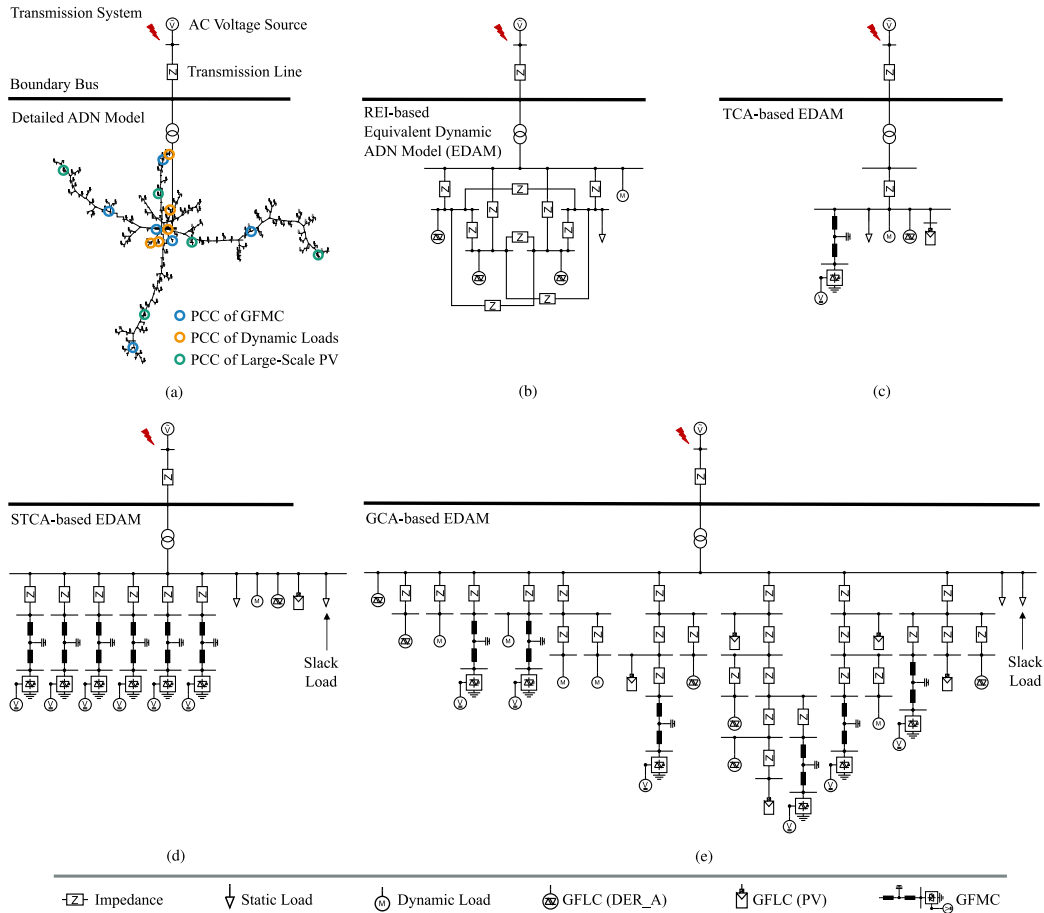 Transmission System
AC Voltage Source
Transmission Line
Boundary Bus
Detailed ADN Model
PCC of GFMC
PCC of Dynamic Loads
PCC of Large-Scale PV
(a)
REI-based
Equivalent Dynamic
ADN Model (EDAM)
(b)
TCA-based EDAM
(c)
STCA-based EDAM
Slack
Load
(d)
GCA-based EDAM
Slack
Load
(e)
Impedance
Static Load
Dynamic Load
GFLC (DER_A)
GFLC (PV)
GFMC